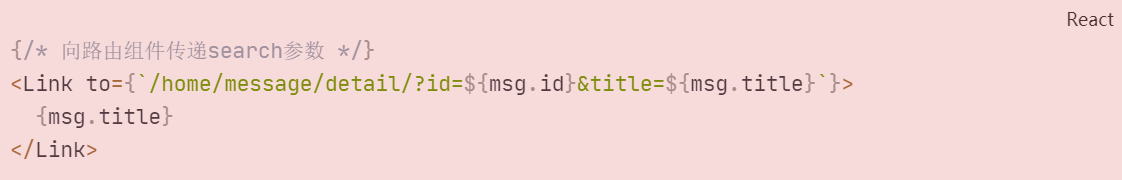 React
{/* 向路由组件传递search参数 */}
<Link to={`/home/message/detail/?id=${msg.id}&title=${msg.title}`}>
  {msg.title}
</Link>